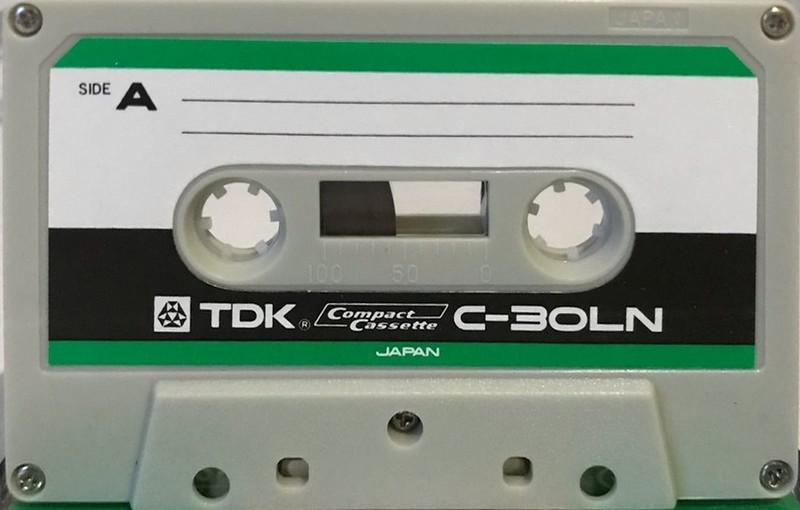 JAPAN
SIDE A
100 50 0
TDK ® Compact Cassette C-30LN
JAPAN